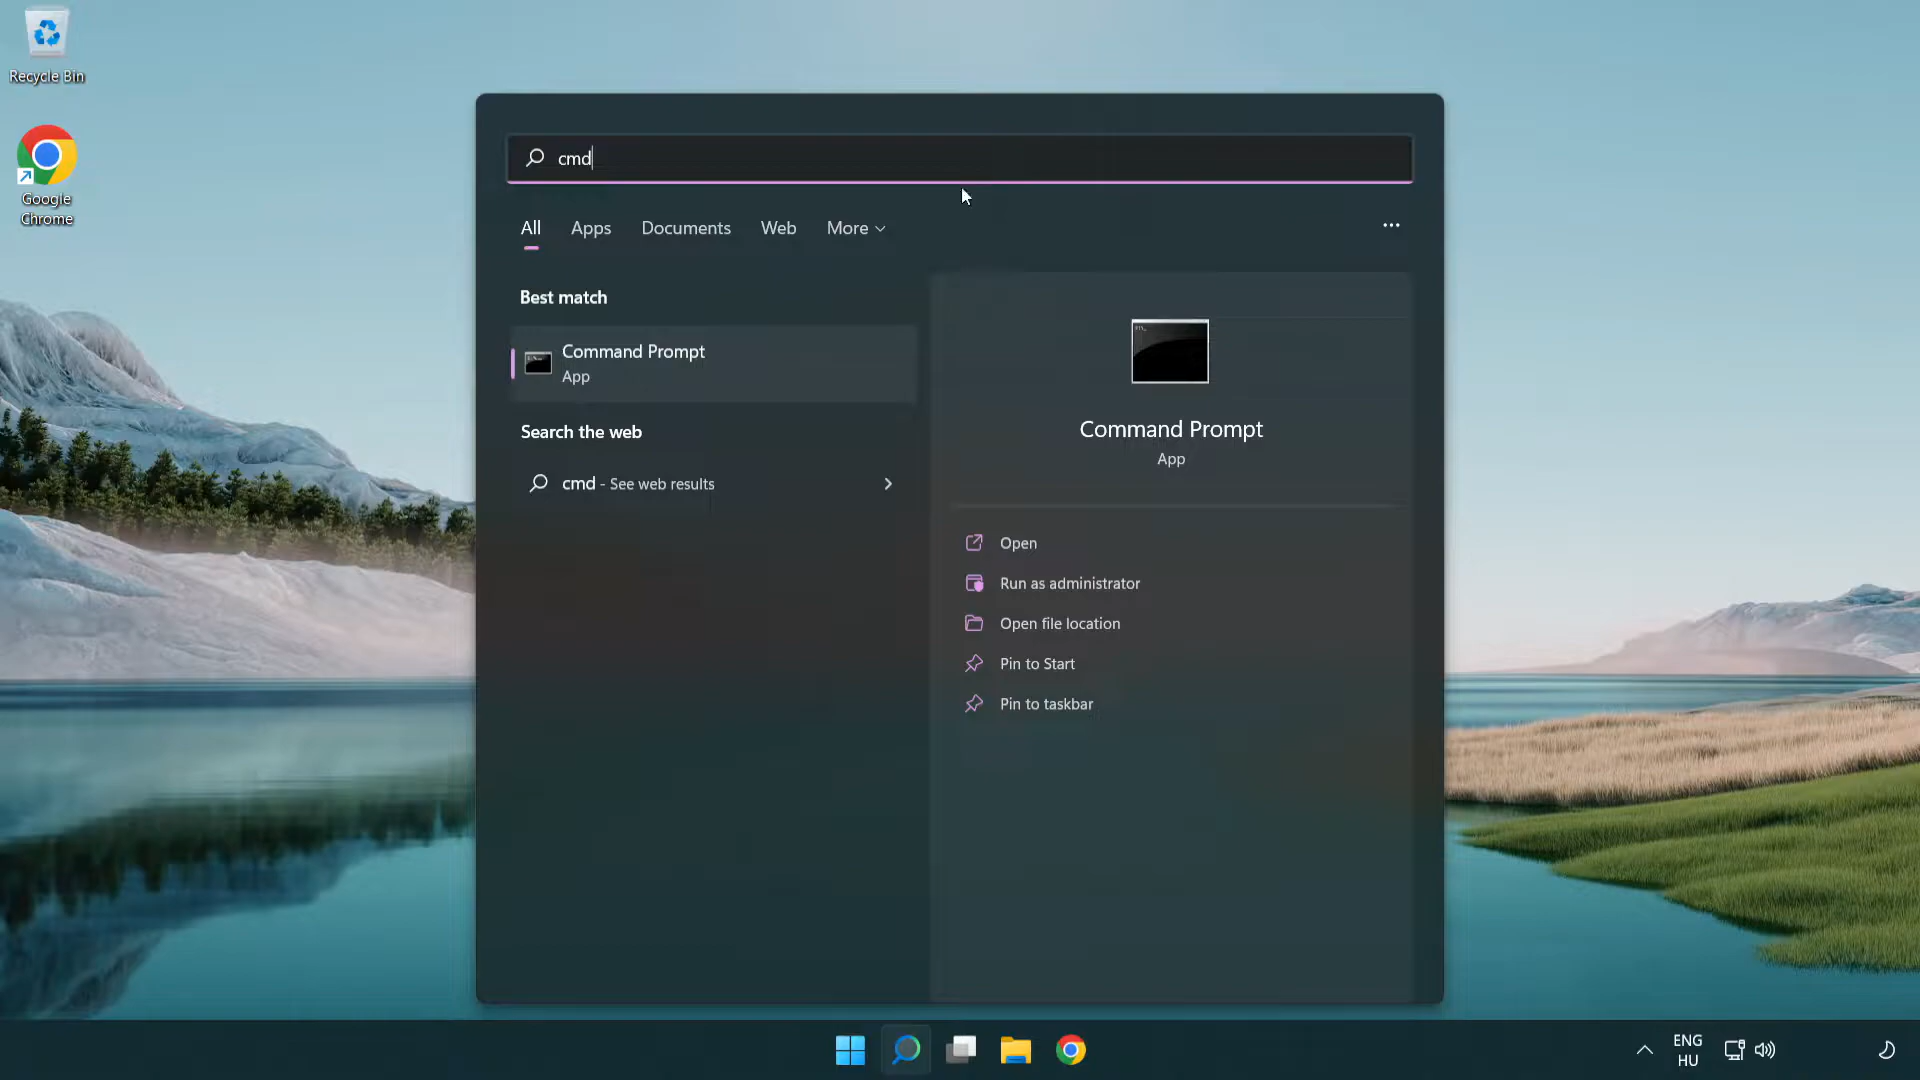 Recycle Bin
Google
Chrome
cmd
All
Apps
Documents
Web
More
Best match
Command Prompt
App
Search the web
cmd - See web results
Command Prompt
App
Open
Run as administrator
Open file location
Pin to Start
Pin to taskbar
ENG
HU